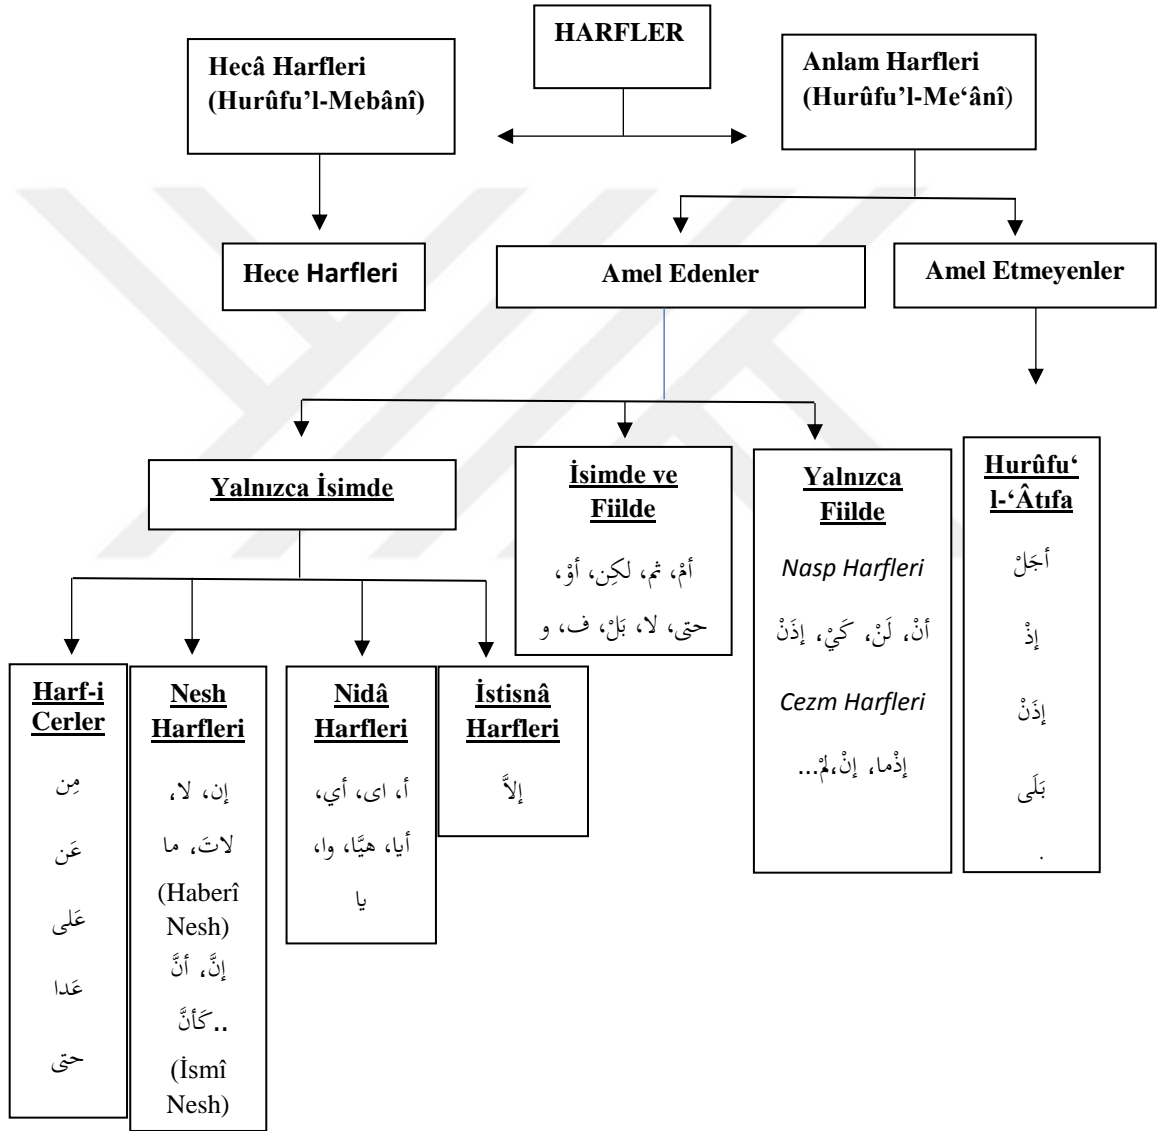 HARFLER
Hecâ Harfleri
(Hurûfu’l-Mebânî)
Anlam Harfleri
(Hurûfu’l-Me‘ânî)
Hece Harfleri
Amel Edenler
Amel Etmeyenler
Yalnızca İsimde
İsimde ve
Fiilde
أمْ، ثم، لكِن، أوْ،
حتى، لا، بَلْ، ف، و
Yalnızca
Fiilde
Nasp Harfleri
أنْ، لَنْ، كَيْ، إذَنْ
Cezm Harfleri
إذْما، إنْ،لمْ...
Hurûfu‘
l-‘Âtıfa
أجَلْ
إذْ
إذَنْ
بَلَى
.
Harf-i
Cerler
مِن
عَن
عَلى
عَدا
حتى
Nesh
Harfleri
إن، لا،
لاتَ، ما
(Haberî
Nesh)
إنَّ، أنَّ
كَأنَّ..
(İsmî
Nesh)
Nidâ
Harfleri
أ، اى، أي،
أيا، هيَّا، وا،
يا
İstisnâ
Harfleri
إلاَّ